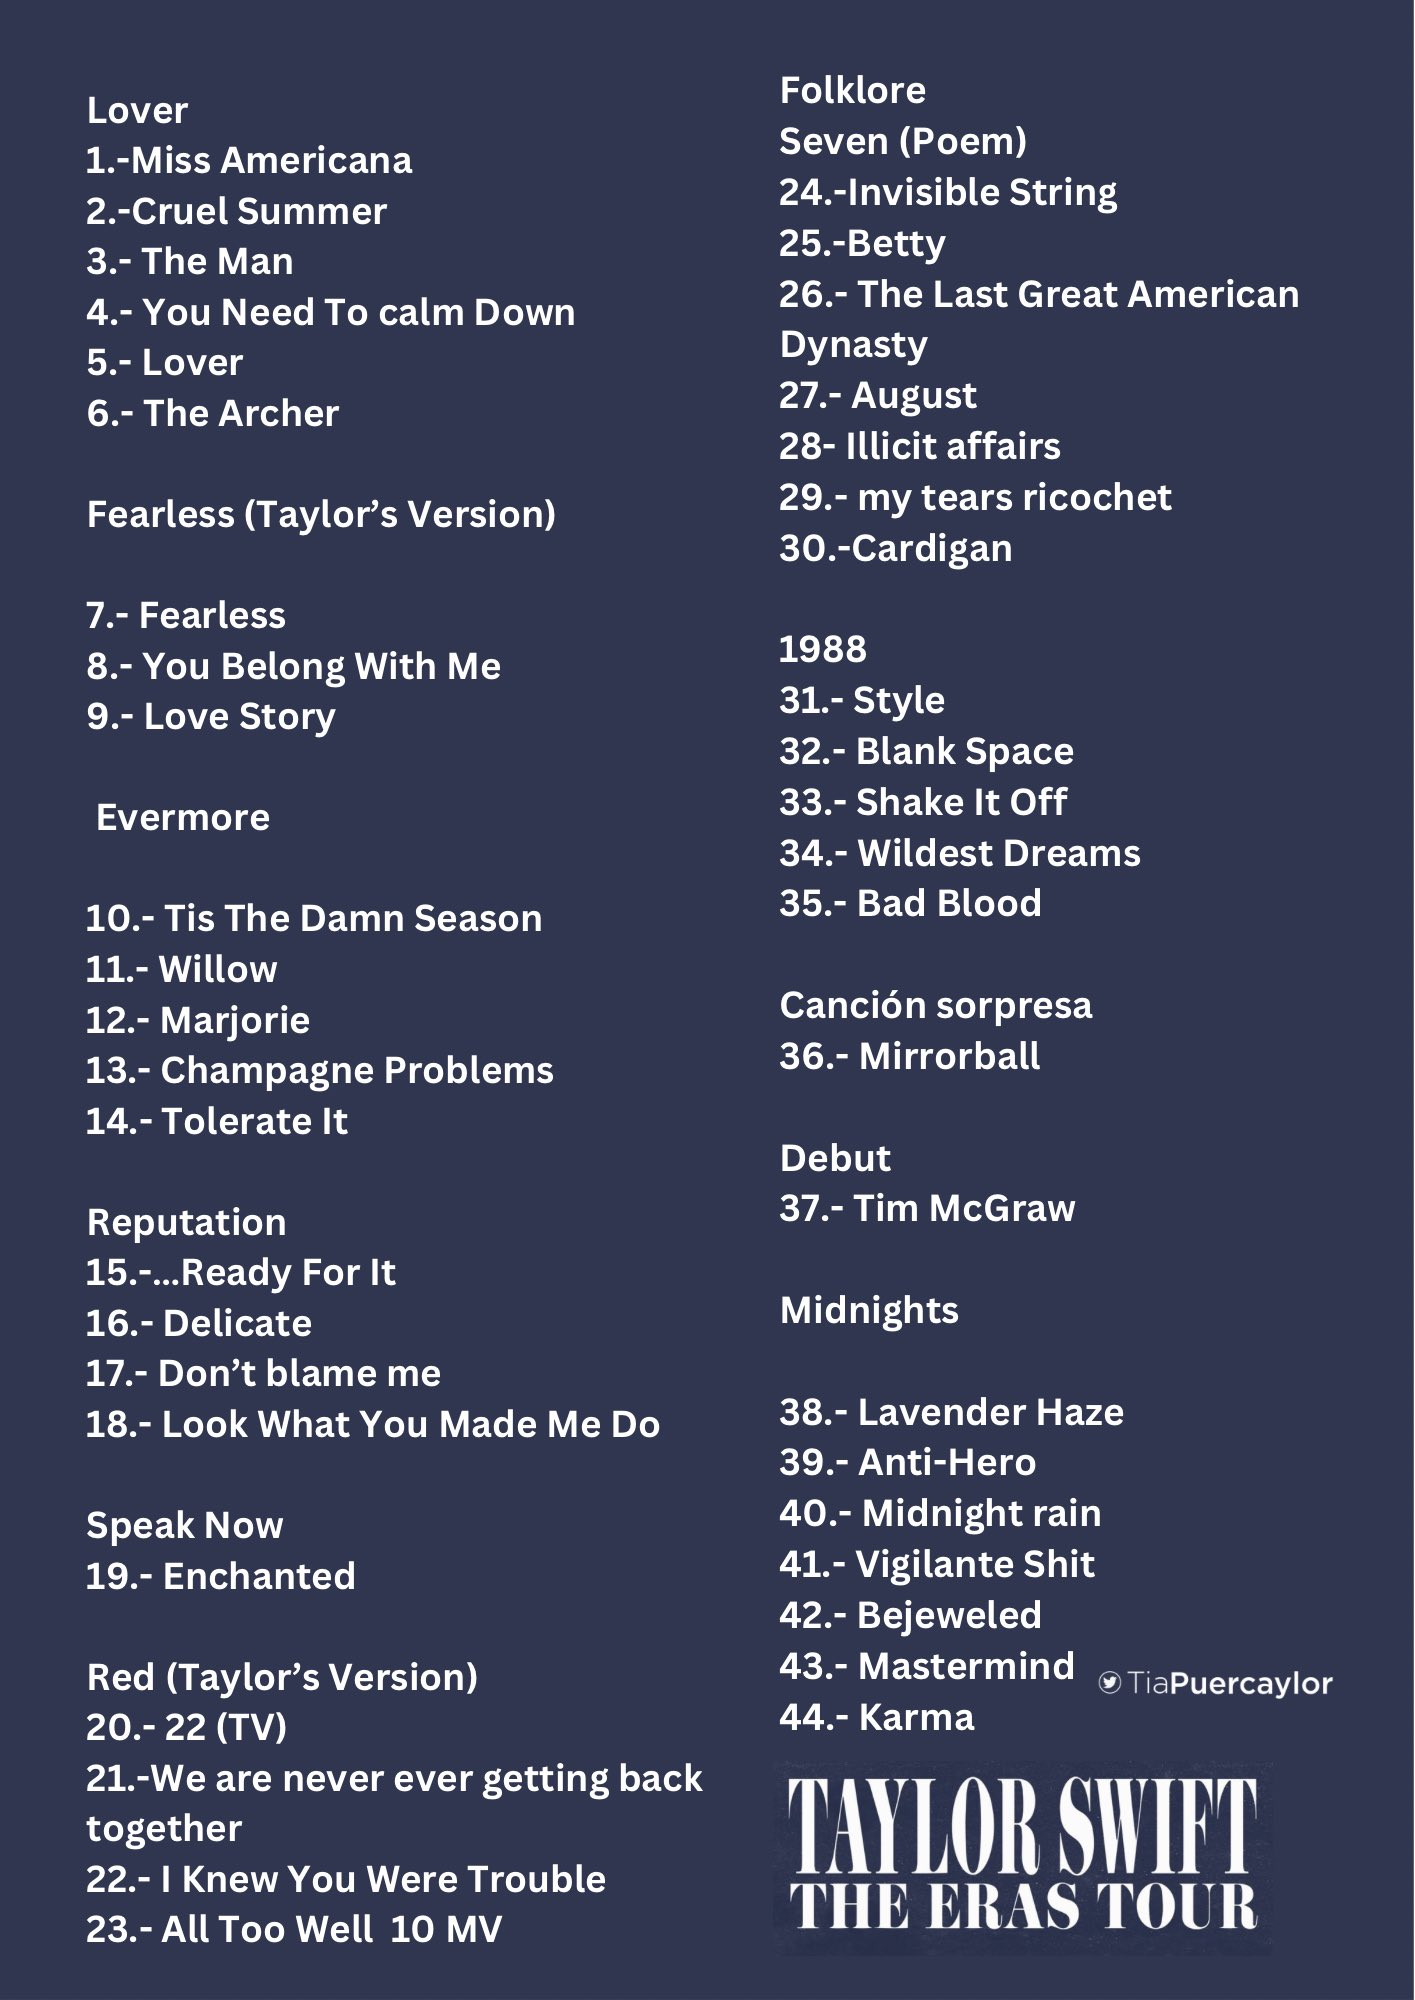 Lover
1.-Miss Americana
2.-Cruel Summer
3.- The Man
4.- You Need To calm Down
5.- Lover
6.- The Archer
Fearless (Taylor’s Version)
7.- Fearless
8.- You Belong With Me
9.- Love Story
Evermore
10.- Tis The Damn Season
11.- Willow
12.- Marjorie
13.- Champagne Problems
14.- Tolerate It
Reputation
15.-...Ready For It
16.- Delicate
17.- Don’t blame me
18.- Look What You Made Me Do
Speak Now
19.- Enchanted
Red (Taylor’s Version)
20.- 22 (TV)
21.-We are never ever getting back
together
22.- I Knew You Were Trouble
23.- All Too Well  10 MV
Folklore
Seven (Poem)
24.-Invisible String
25.-Betty
26.- The Last Great American
Dynasty
27.- August
28- Illicit affairs
29.- my tears ricochet
30.-Cardigan
1988
31.- Style
32.- Blank Space
33.- Shake It Off
34.- Wildest Dreams
35.- Bad Blood
Canción sorpresa
36.- Mirrorball
Debut
37.- Tim McGraw
Midnights
38.- Lavender Haze
39.- Anti-Hero
40.- Midnight rain
41.- Vigilante Shit
42.- Bejeweled
43.- Mastermind
TiaPuercaylor
44.- Karma
TAYLOR SWIFT
THE ERAS TOUR